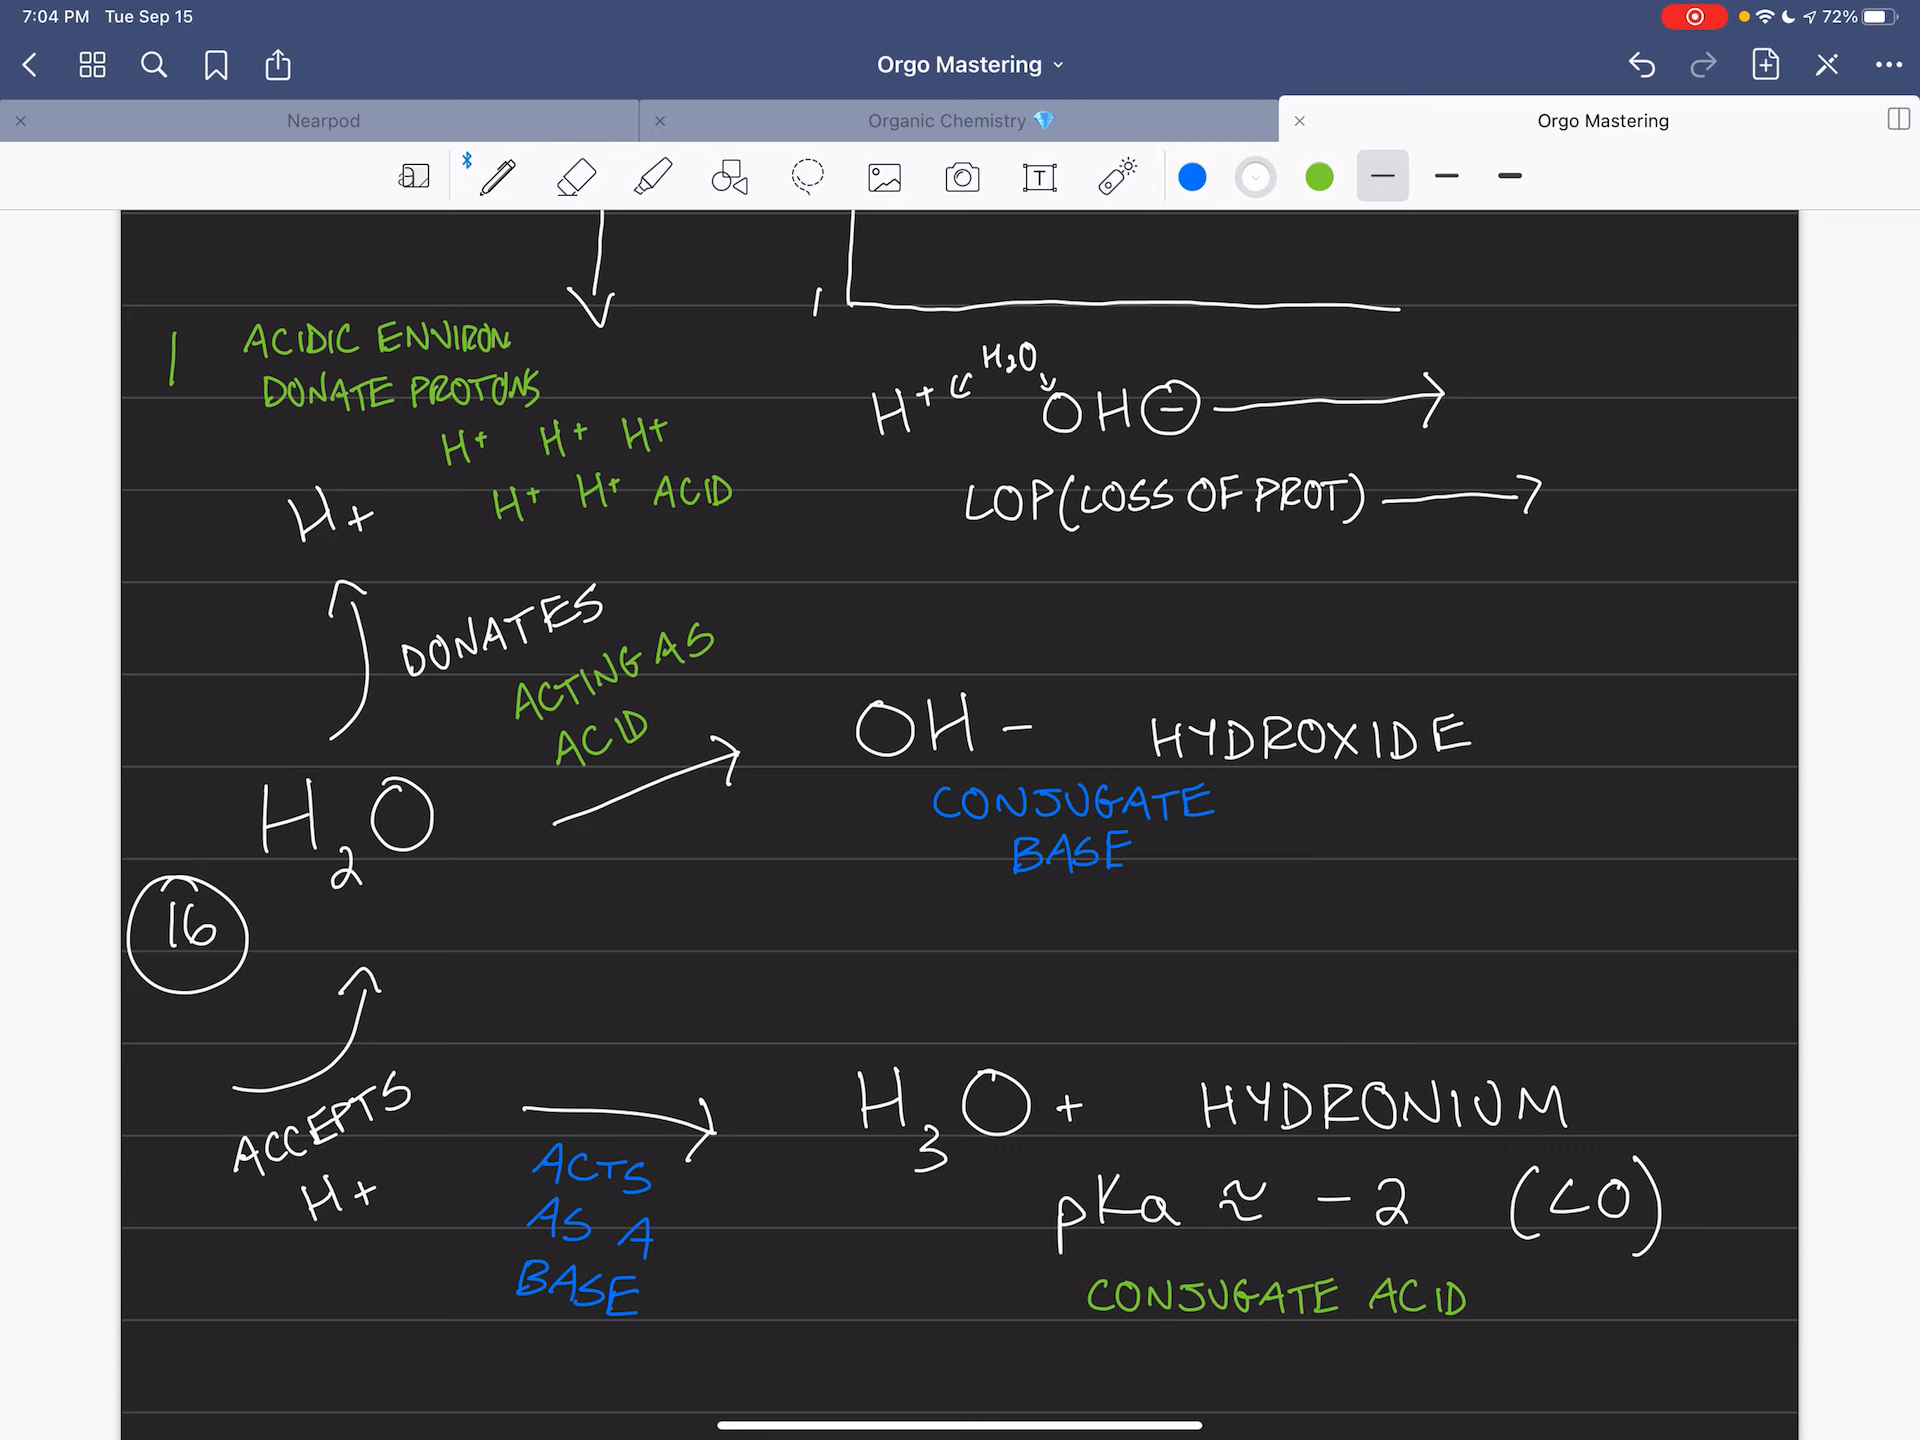 7:04 PM Tue Sep 15
72%
Orgo Mastering
Nearpod
Organic Chemistry 💎
Orgo Mastering
1
1 ACIDIC ENVIRON
DONATE PROTONS
H+ H+ H+
H+ H+ ACID
H2O
H+ OH-
LOP(LOSS OF PROT)
H+
DONATES
ACTING AS
ACID
OH - HYDROXIDE
CONJUGATE
BASE
H2O
16
ACCEPTS
H+
ACTS
AS A
BASE
H3O+ HYDRONIUM
pKa ≈ -2 (<0)
CONJUGATE ACID